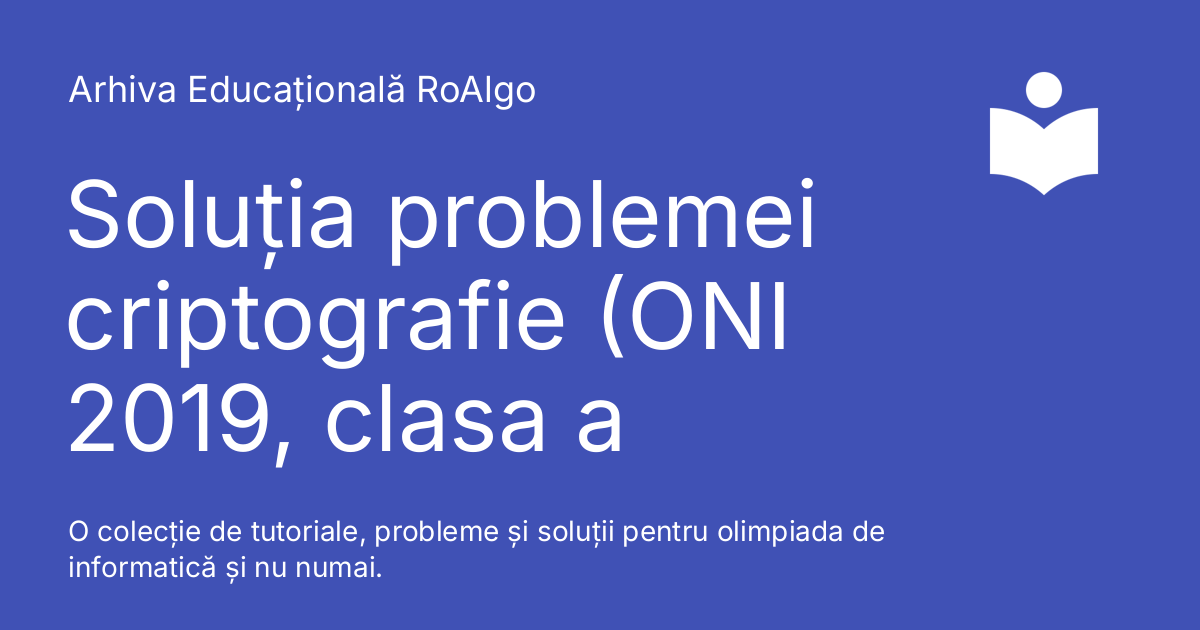 Arhiva Educațională RoAlgo
Soluția problemei
criptografie (ONI
2019, clasa a
O colecție de tutoriale, probleme și soluții pentru olimpiada de
informatică și nu numai.